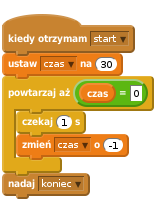 kiedy otrzymam start
ustaw czas na 30
powtarzaj aż czas = 0
czekaj 1 s
zmień czas o -1
nadaj koniec